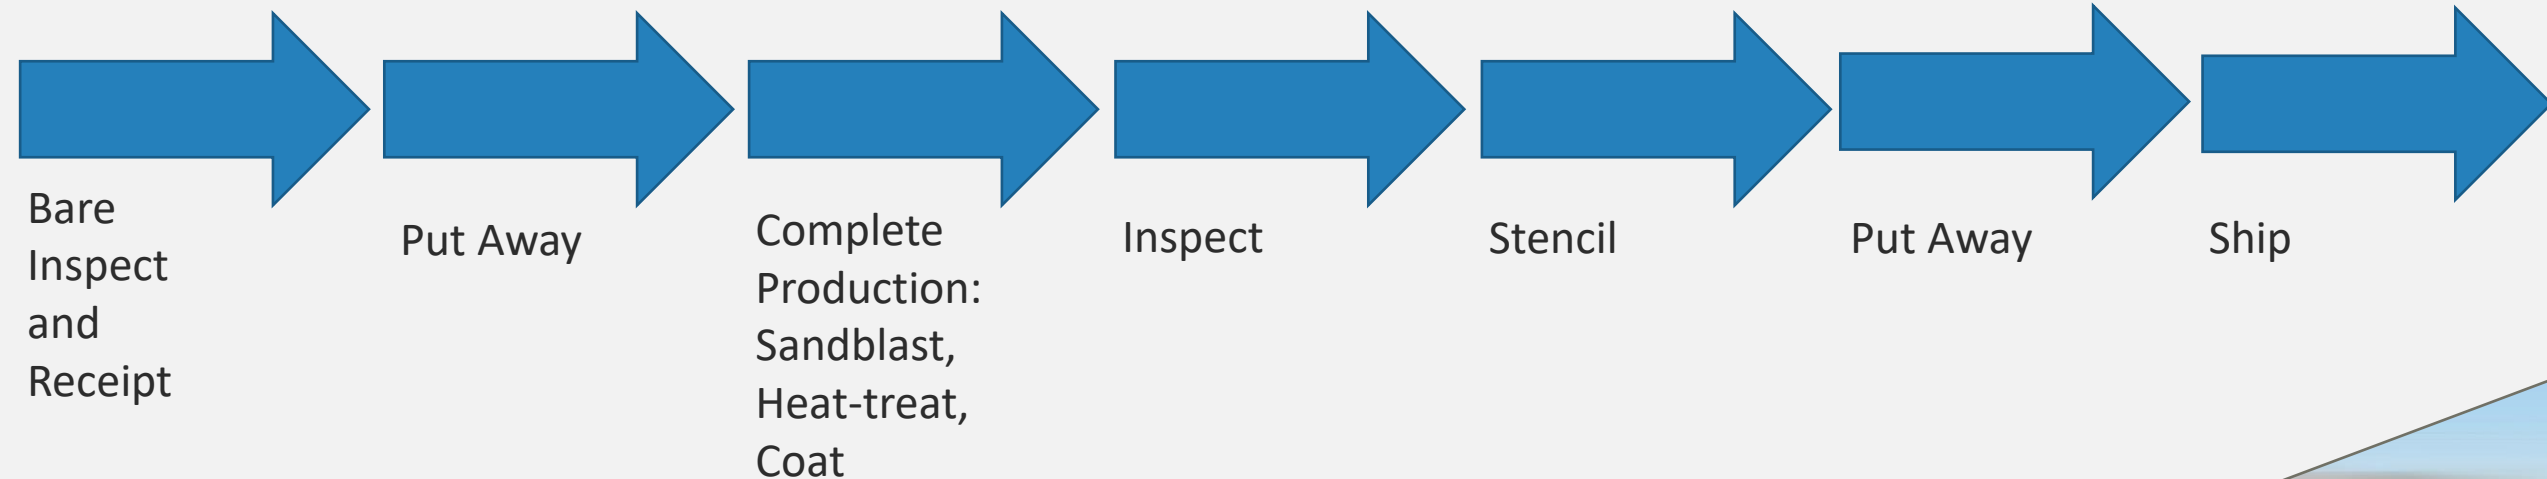 Bare
Inspect
and
Receipt
Put Away
Complete
Production:
Sandblast,
Heat-treat,
Coat
Inspect
Stencil
Put Away
Ship